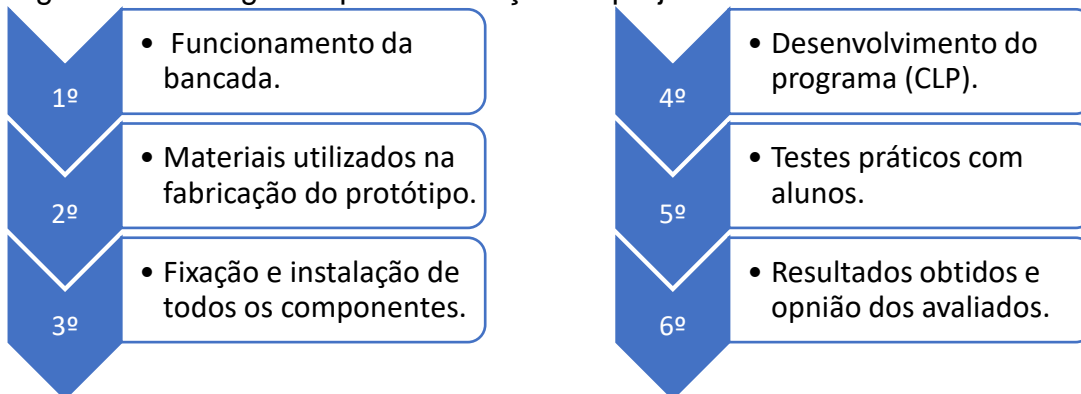 1º
• Funcionamento da
bancada.
2º
• Materiais utilizados na
fabricação do protótipo.
3º
• Fixação e instalação de
todos os componentes.
4º
• Desenvolvimento do
programa (CLP).
5º
• Testes práticos com
alunos.
6º
• Resultados obtidos e
opnião dos avaliados.